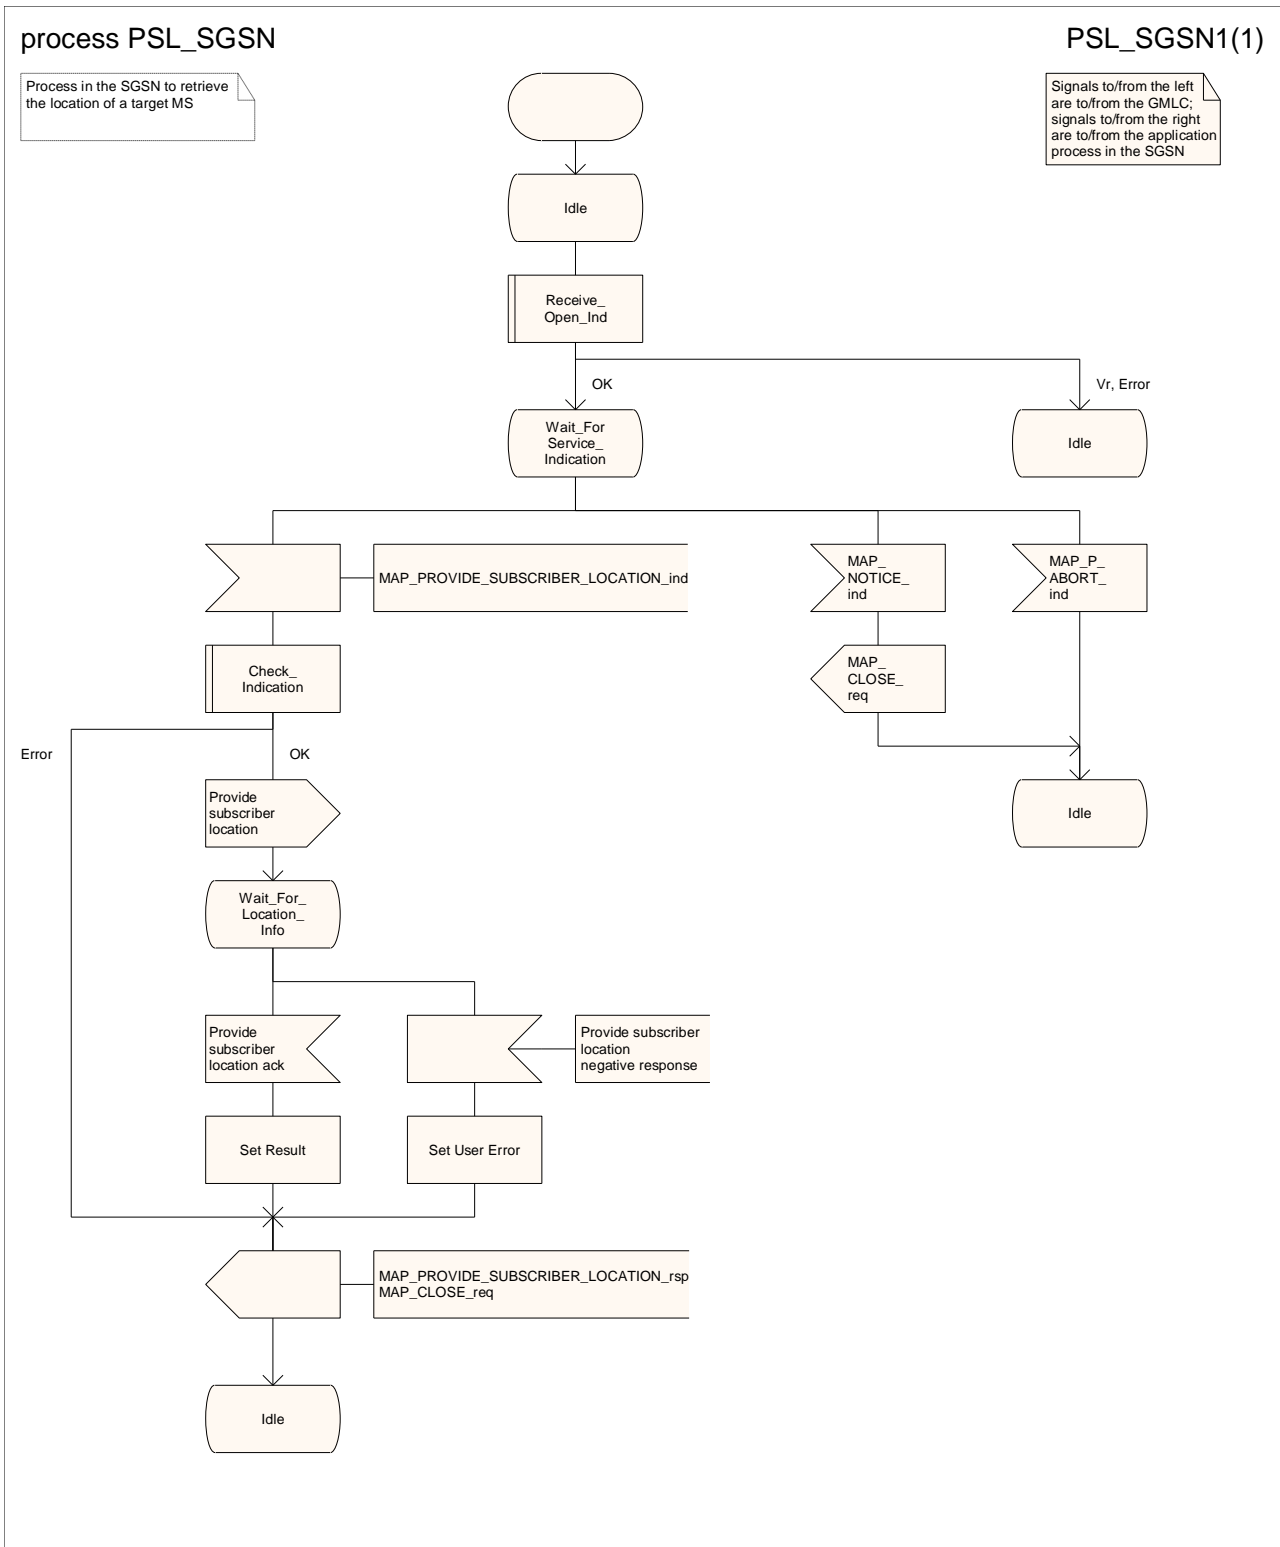 process PSL_SGSN
PSL_SGSN1(1)
Process in the SGSN to retrieve
the location of a target MS
Signals to/from the left
are to/from the GMLC;
signals to/from the right
are to/from the application
process in the SGSN
Idle
Receive_
Open_Ind
OK
Vr, Error
Wait_For
Service_
Indication
Idle
MAP_PROVIDE_SUBSCRIBER_LOCATION_ind
MAP_
NOTICE_
ind
MAP_P_
ABORT_
ind
Check_
Indication
MAP_
CLOSE_
req
Error
OK
Provide
subscriber
location
Idle
Wait_For_
Location_
Info
Provide
subscriber
location ack
Provide subscriber
location
negative response
Set Result
Set User Error
MAP_PROVIDE_SUBSCRIBER_LOCATION_rsp
MAP_CLOSE_req
Idle